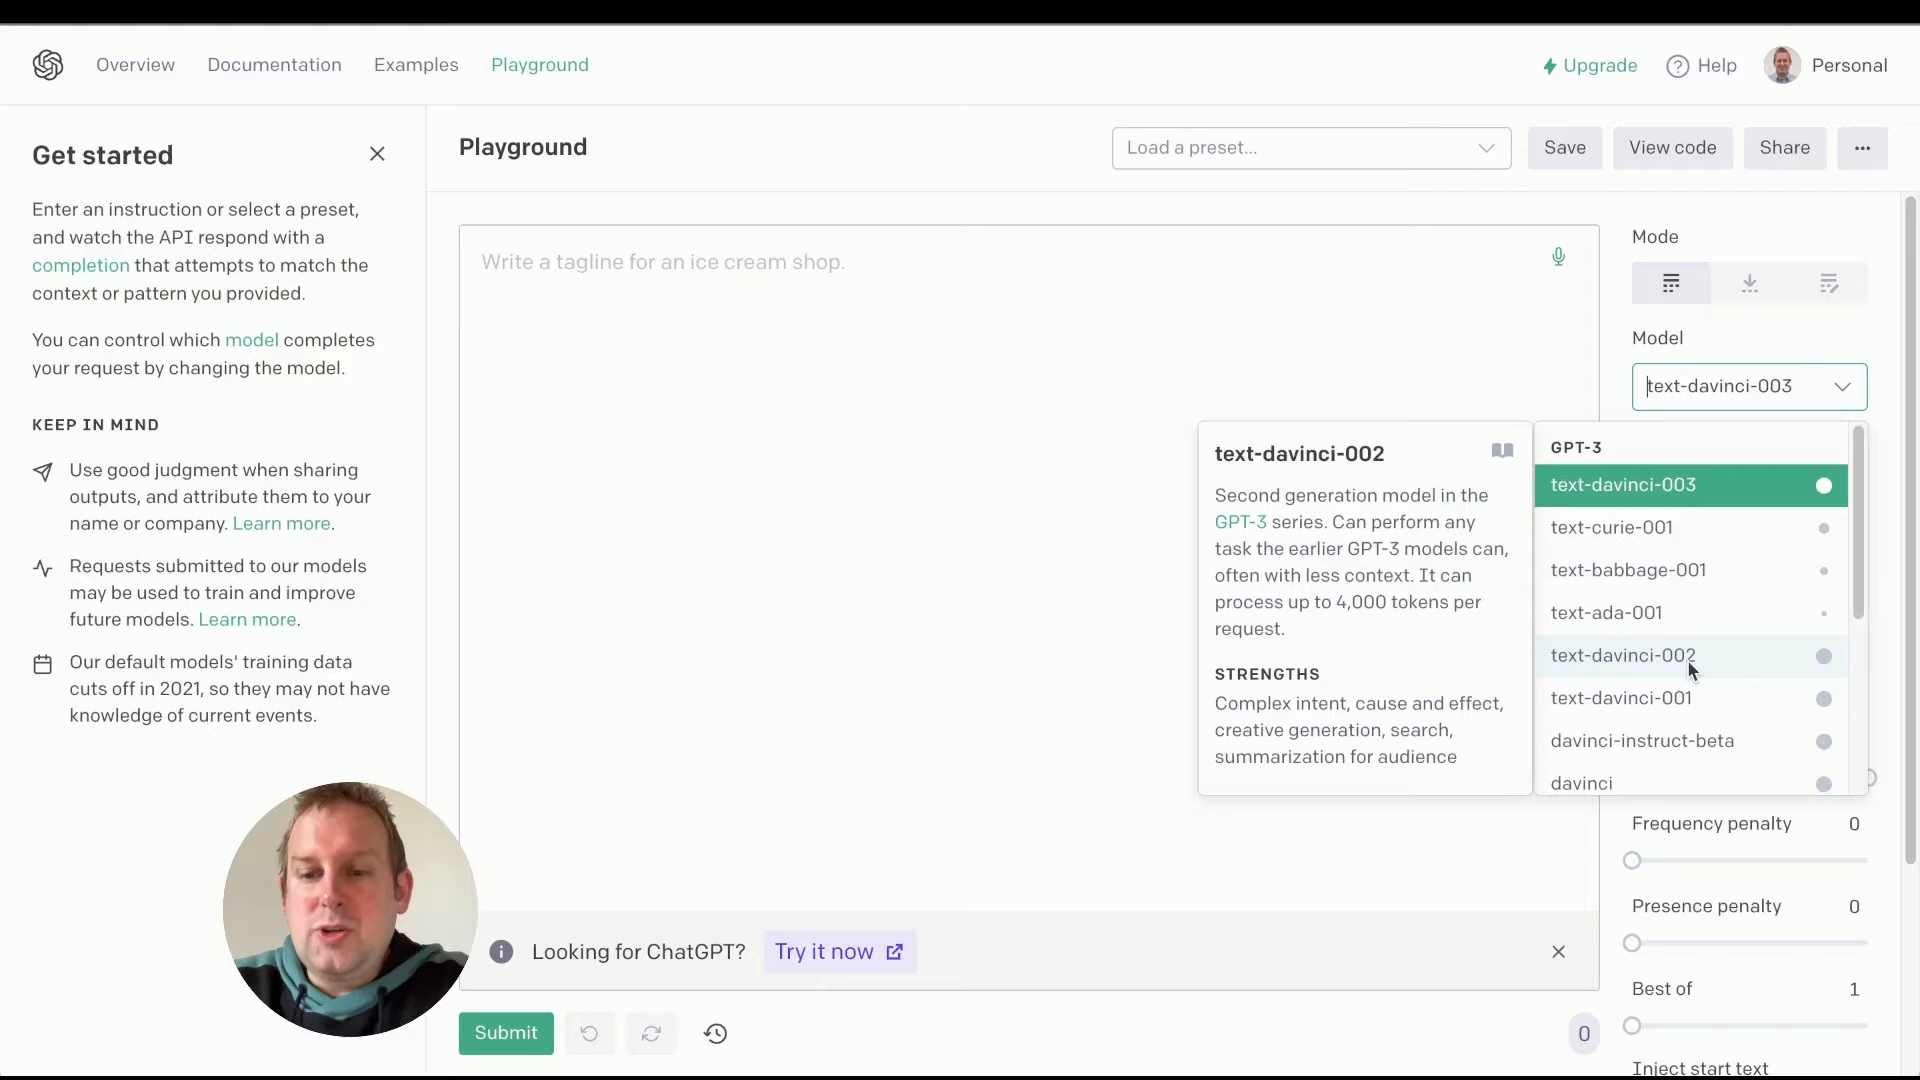 Overview
Documentation
Examples
Playground
Upgrade
Help
Personal
Get started
Enter an instruction or select a preset,
and watch the API respond with a
completion that attempts to match the
context or pattern you provided.
You can control which model completes
your request by changing the model.
KEEP IN MIND
Use good judgment when sharing
outputs, and attribute them to your
name or company. Learn more.
Requests submitted to our models
may be used to train and improve
future models. Learn more.
Our default models' training data
cuts off in 2021, so they may not have
knowledge of current events.
Playground
Load a preset...
Save
View code
Share
Write a tagline for an ice cream shop.
Mode
Model
text-davinci-003
text-davinci-002
Second generation model in the
GPT-3 series. Can perform any
task the earlier GPT-3 models can,
often with less context. It can
process up to 4,000 tokens per
request.
STRENGTHS
Complex intent, cause and effect,
creative generation, search,
summarization for audience
GPT-3
text-davinci-003
text-curie-001
text-babbage-001
text-ada-001
text-davinci-002
text-davinci-001
davinci-instruct-beta
davinci
Frequency penalty 0
Presence penalty 0
Best of 1
Inject start text
Looking for ChatGPT? Try it now
Submit
0